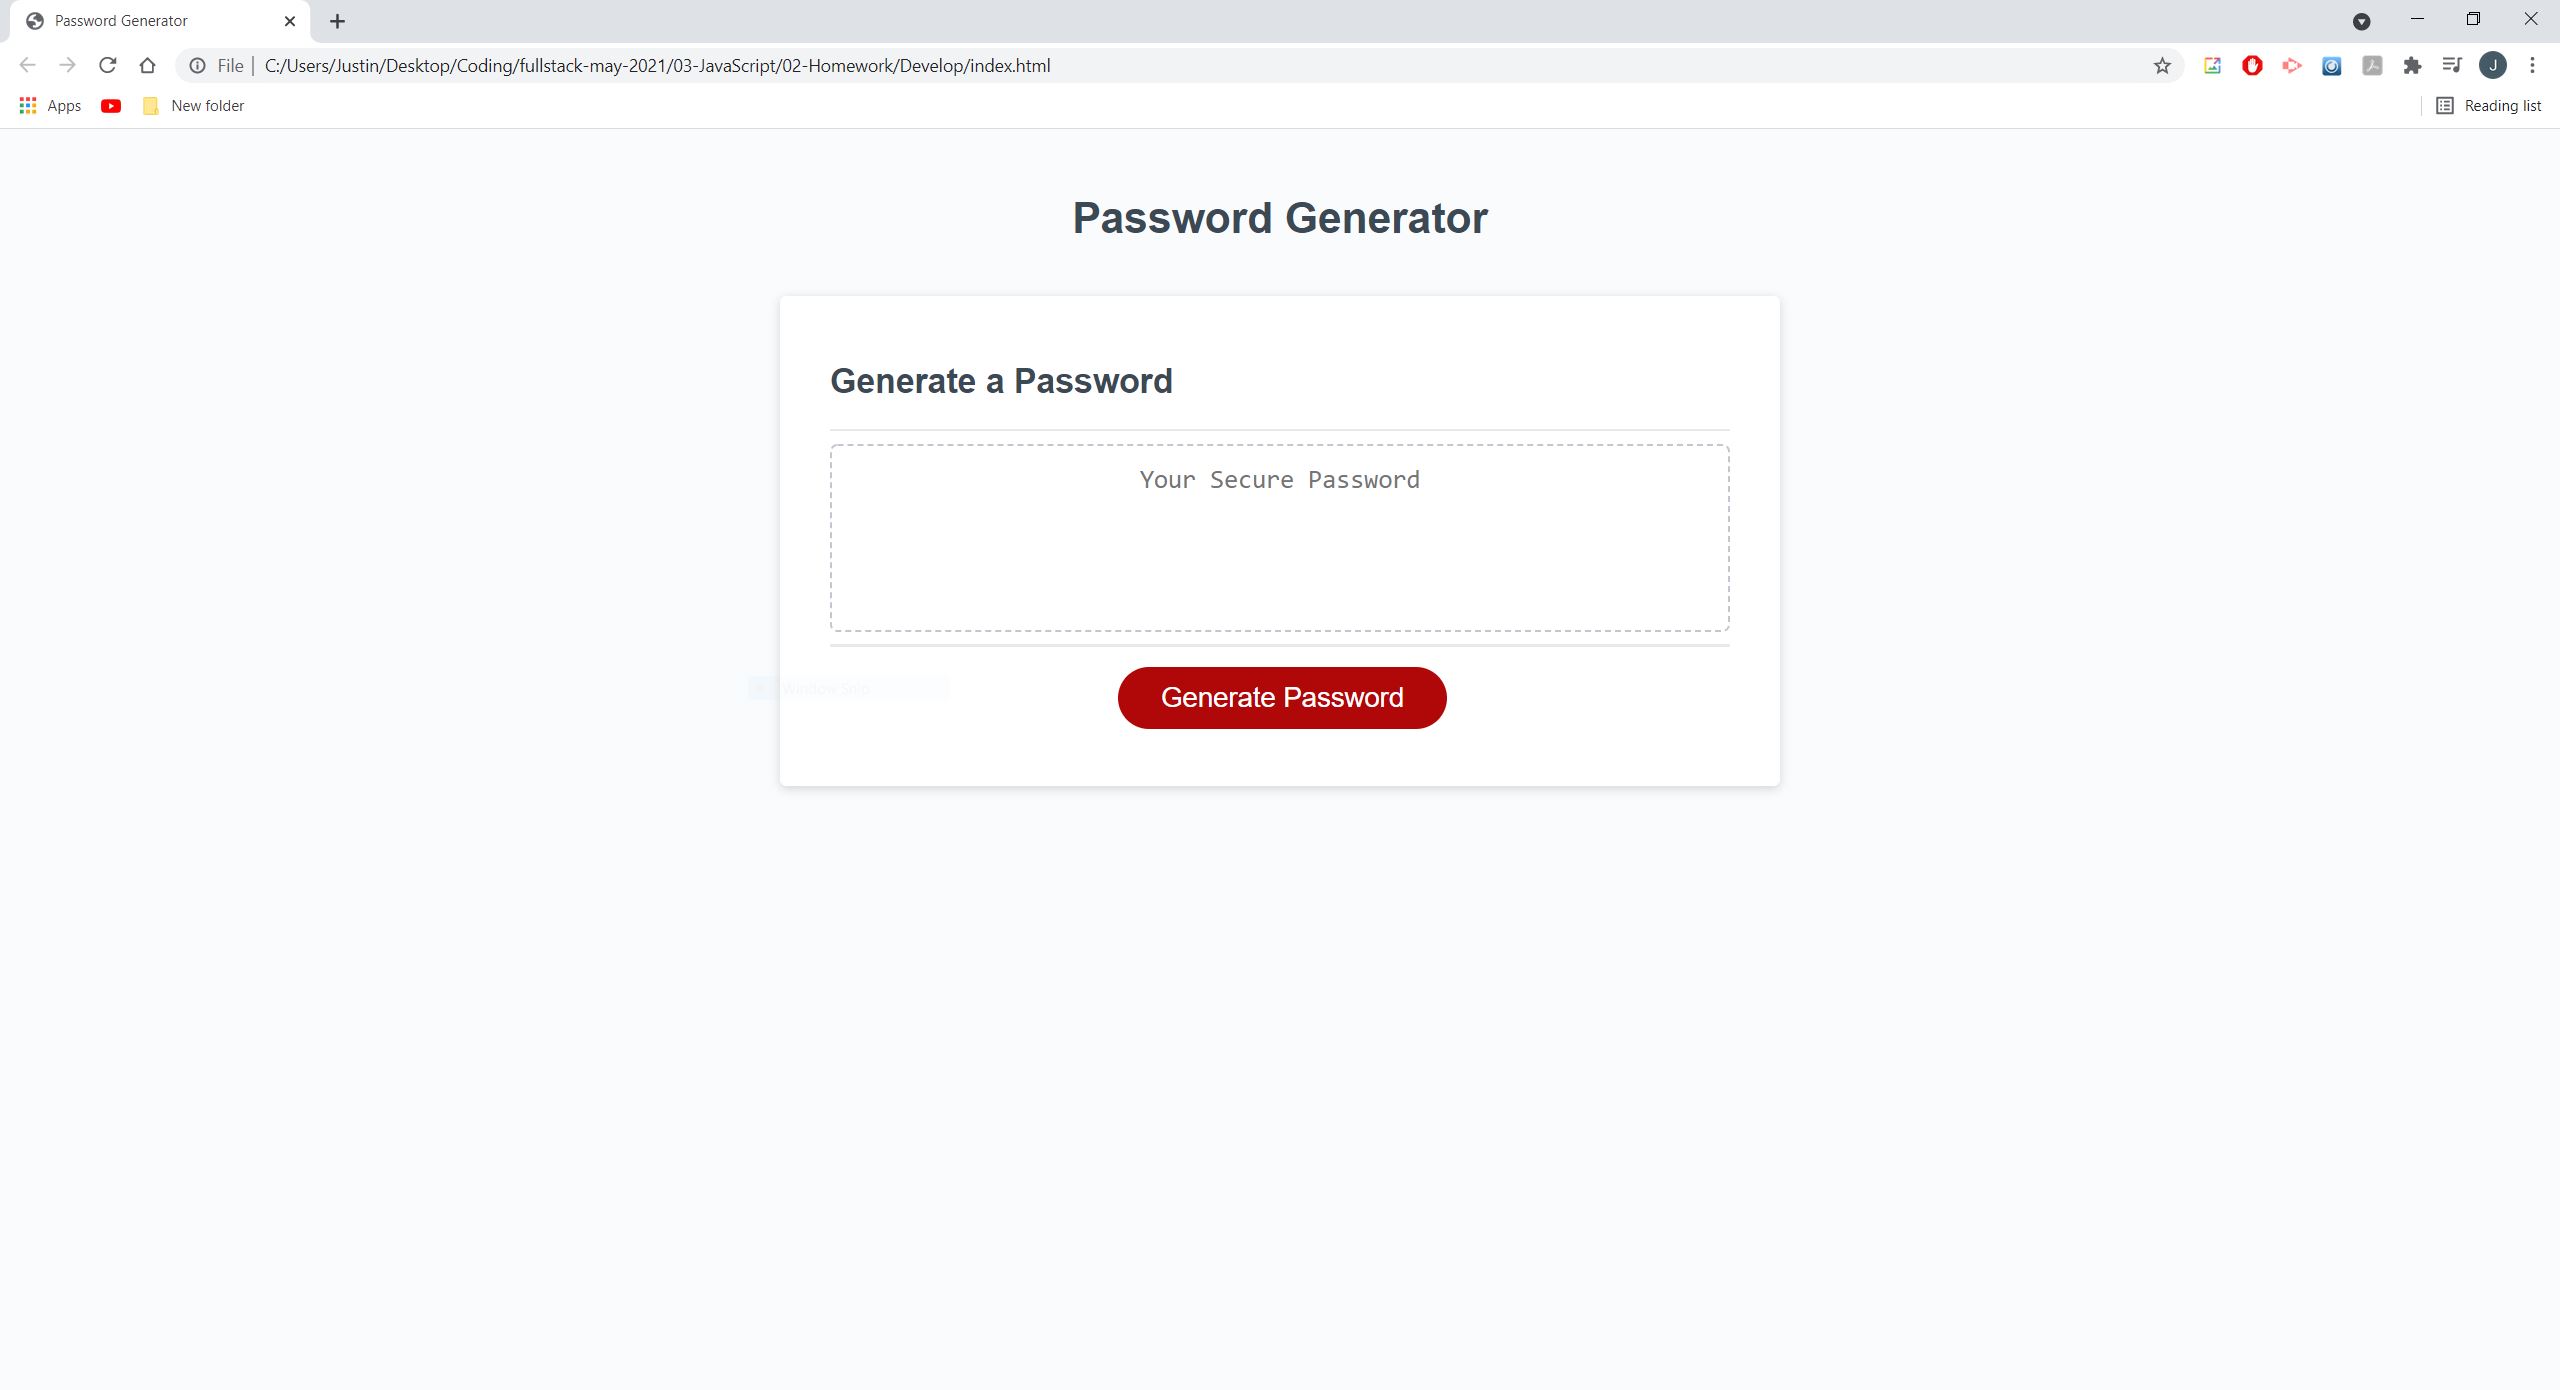 Password Generator
File | C:/Users/Justin/Desktop/Coding/fullstack-may-2021/03-JavaScript/02-Homework/Develop/index.html
J
Apps
New folder
Reading list
Password Generator
Generate a Password
Your Secure Password
Window Snip
Generate Password